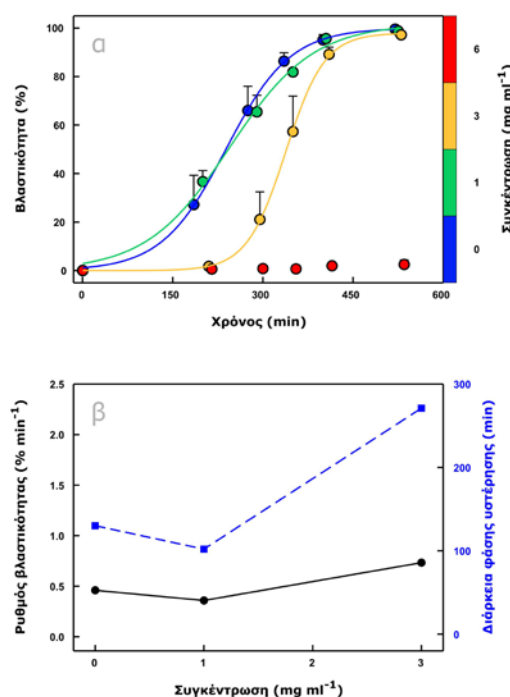 α
100
80
60
40
20
0
Βλαστικότητα (%)
0 150 300 450 600
Χρόνος (min)
6
3
1
0
Συγκέντρωση (mg ml⁻¹)
β
2.5
2.0
1.5
1.0
0.5
0.0
Ρυθμός βλαστικότητας (% min⁻¹)
300
200
100
0
Διάρκεια φάσης υστέρησης (min)
0 1 2 3
Συγκέντρωση (mg ml⁻¹)